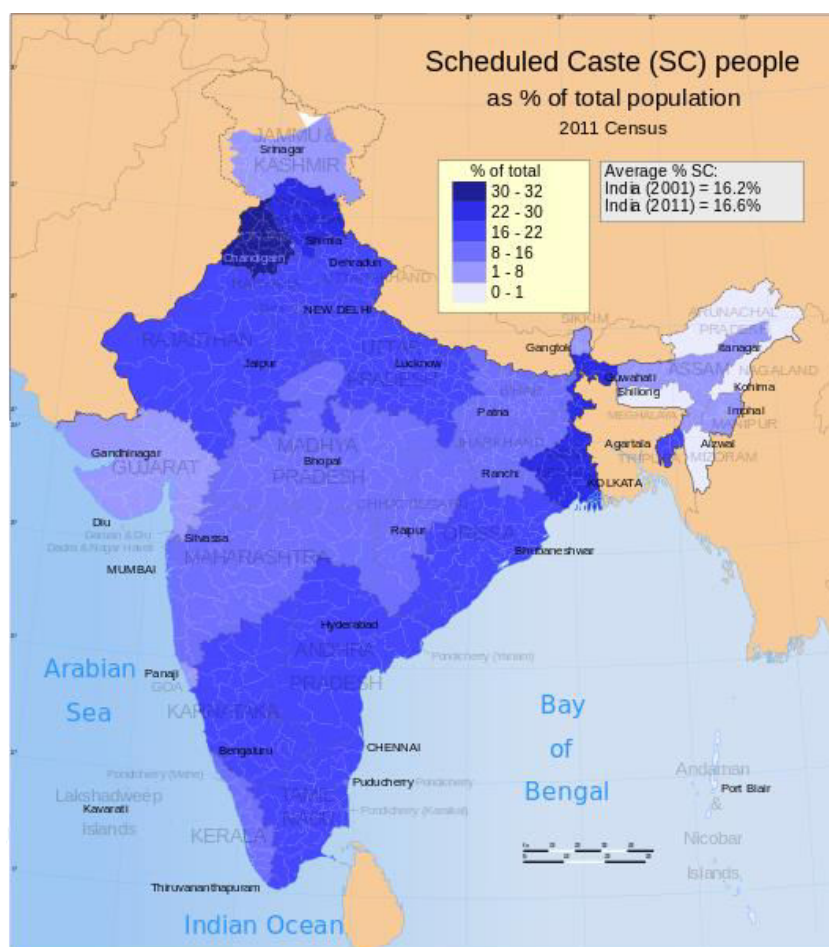 Scheduled Caste (SC) people
as % of total population
2011 Census
% of total
30 - 32
22 - 30
16 - 22
8 - 16
1 - 8
0 - 1
Average % SC:
India (2001) = 16.2%
India (2011) = 16.6%
JAMMU &
Srinagar
KASHMIR
Shimla
Chandigarh
Dehradun
NEW DELHI
RAJASTHAN
Jaipur
UTTAR
Lucknow
PRADESH
SIKKIM
Gangtok
ARUNACHAL
PRADESH
Itanagar
ASSAM
NAGALAND
Guwahati
Kohima
Shillong
MEGHALAYA
Imphal
MANIPUR
BIHAR
Patna
Agartala
Aizwal
TRIPURA
MIZORAM
JHARKHAND
Ranchi
KOLKATA
Gandhinagar
GUJARAT
MADHYA
Bhopal
PRADESH
CHHATTISGARH
Raipur
ORISSA
Bhubaneshwar
Diu
Daman & Diu
Dadra & Nagar Haveli
Silvassa
MUMBAI
MAHARASHTRA
Hyderabad
ANDHRA
PRADESH
Pondicherry (Yanam)
Arabian
Sea
Panaji
GOA
KARNATAKA
Bengaluru
CHENNAI
Bay
of
Bengal
Pondicherry (Mahe)
Puducherry
Pondicherry
Lakshadweep
Kavarati
Islands
TAMIL
NADU
Pondicherry (Karaikal)
KERALA
Andaman
Port Blair
&
Nicobar
Islands
Thiruvananthapuram
Indian Ocean